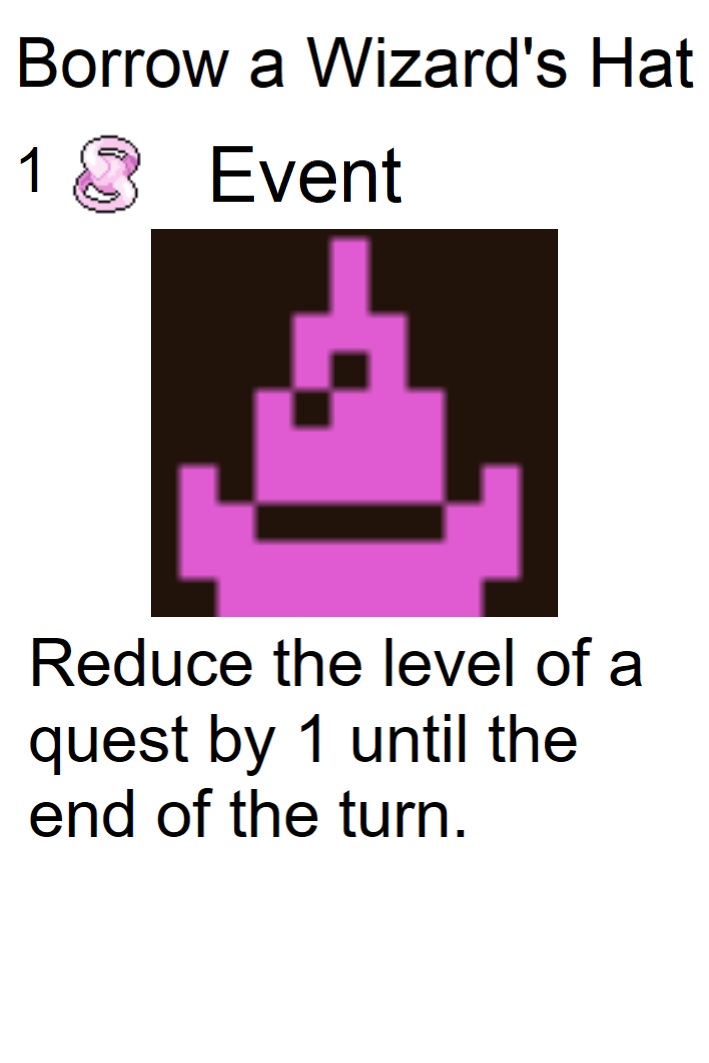 Borrow a Wizard's Hat
1 Event
Reduce the level of a
quest by 1 until the
end of the turn.